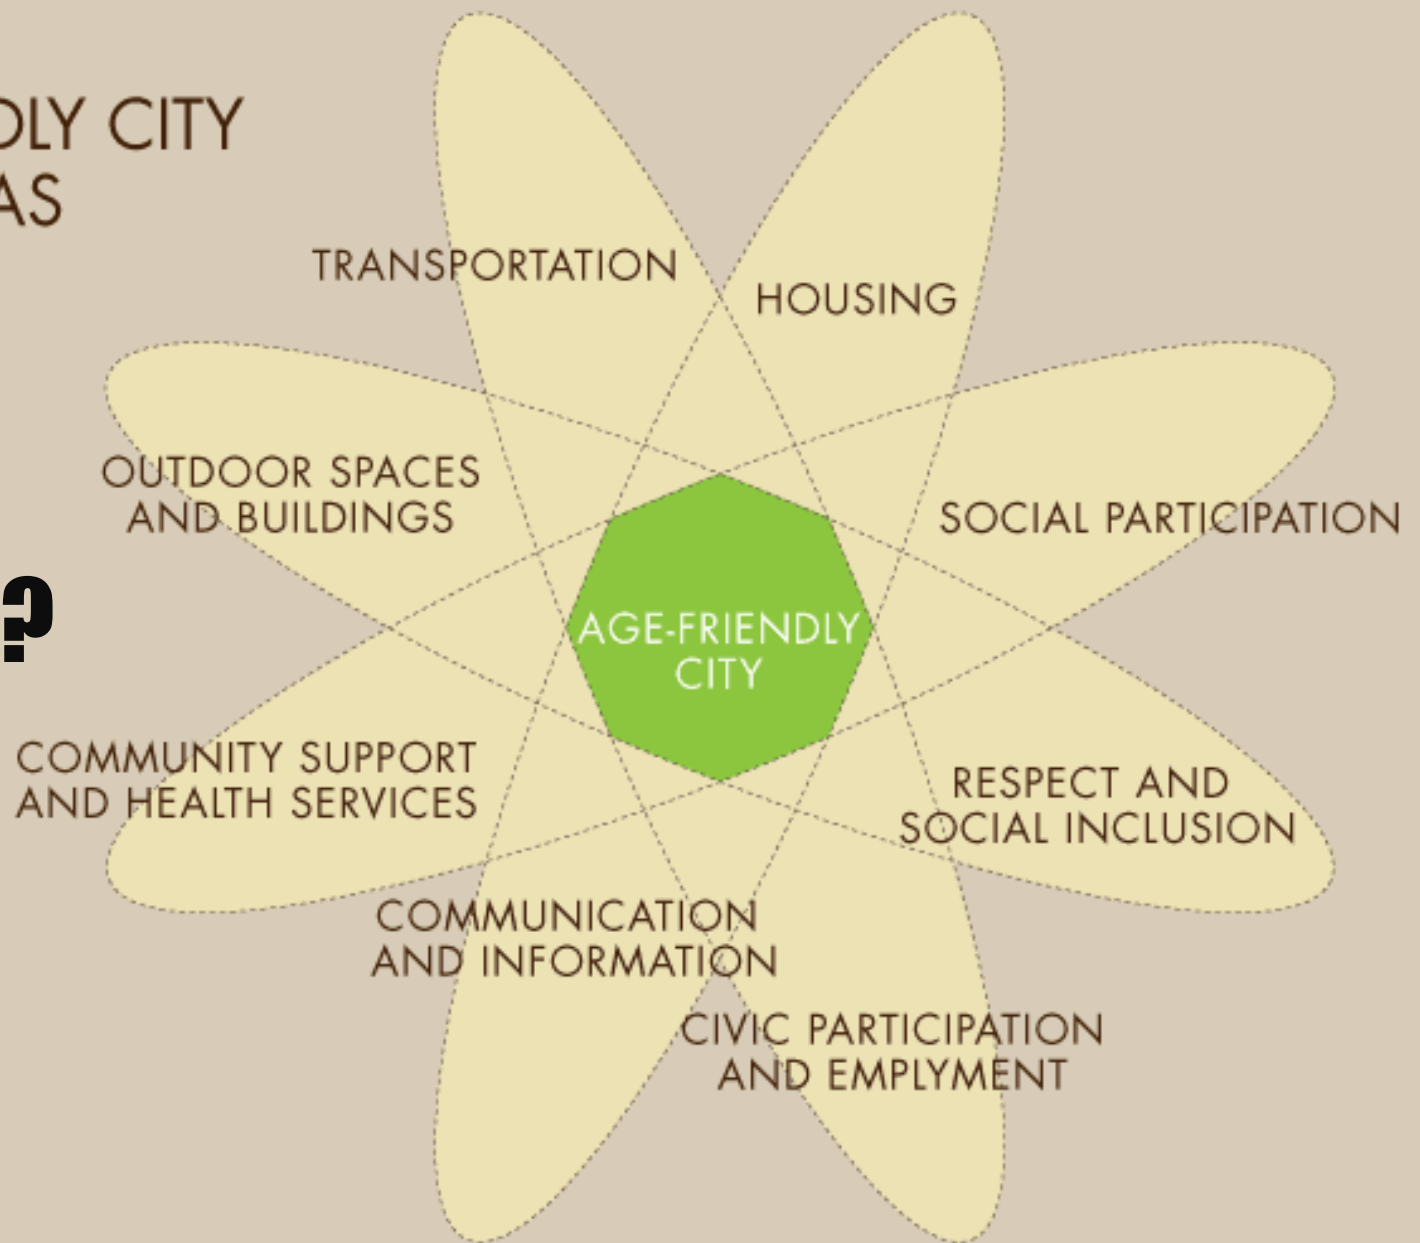 DLY CITY
AS
TRANSPORTATION
HOUSING
OUTDOOR SPACES
AND BUILDINGS
SOCIAL PARTICIPATION
?
AGE-FRIENDLY
CITY
COMMUNITY SUPPORT
AND HEALTH SERVICES
RESPECT AND
SOCIAL INCLUSION
COMMUNICATION
AND INFORMATION
CIVIC PARTICIPATION
AND EMPLYMENT